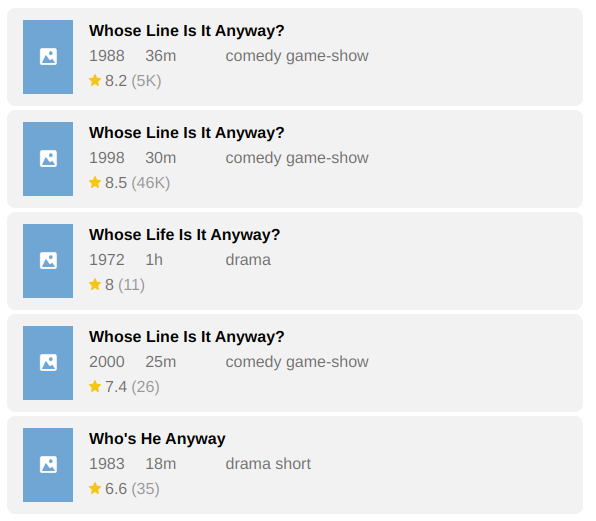 Whose Line Is It Anyway?
1988 36m comedy game-show
8.2 (5K)
Whose Line Is It Anyway?
1998 30m comedy game-show
8.5 (46K)
Whose Life Is It Anyway?
1972 1h drama
8 (11)
Whose Line Is It Anyway?
2000 25m comedy game-show
7.4 (26)
Who's He Anyway
1983 18m drama short
6.6 (35)